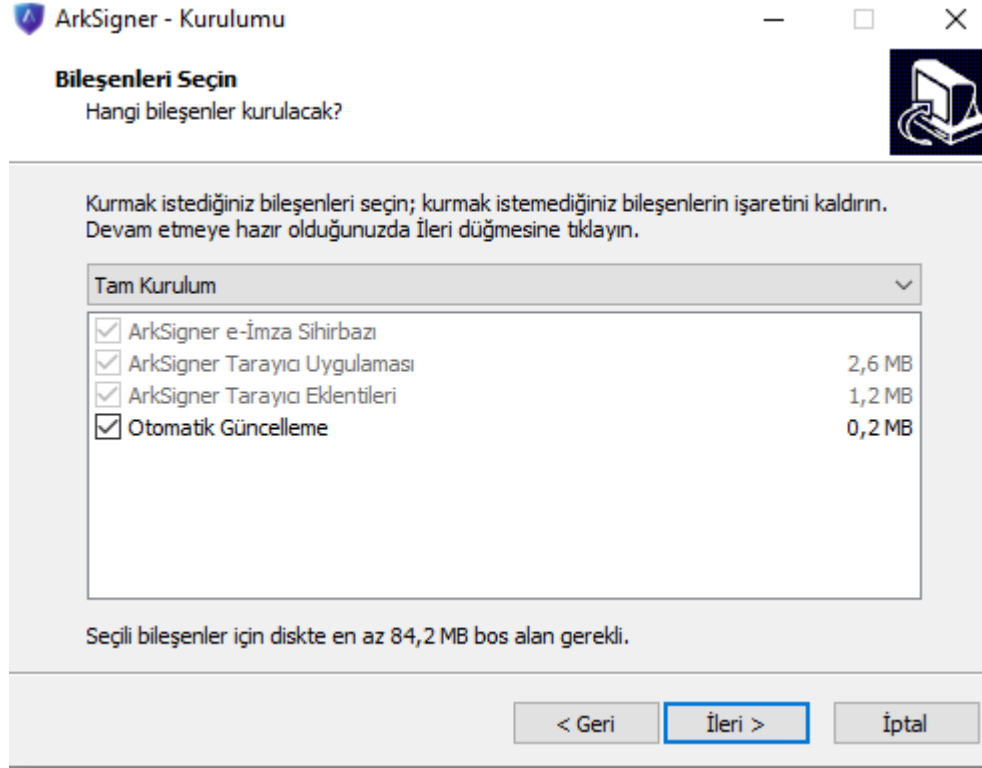 ArkSigner - Kurulumu
Bileşenleri Seçin
Hangi bileşenler kurulacak?
Kurmak istediğiniz bileşenleri seçin; kurmak istemediğiniz bileşenlerin işaretini kaldırın.
Devam etmeye hazır olduğunuzda İleri düğmesine tıklayın.
Tam Kurulum
ArkSigner e-İmza Sihirbazı
ArkSigner Tarayıcı Uygulaması 2,6 MB
ArkSigner Tarayıcı Eklentileri 1,2 MB
Otomatik Güncelleme 0,2 MB
Seçili bileşenler için diskte en az 84,2 MB bos alan gerekli.
< Geri İleri > İptal